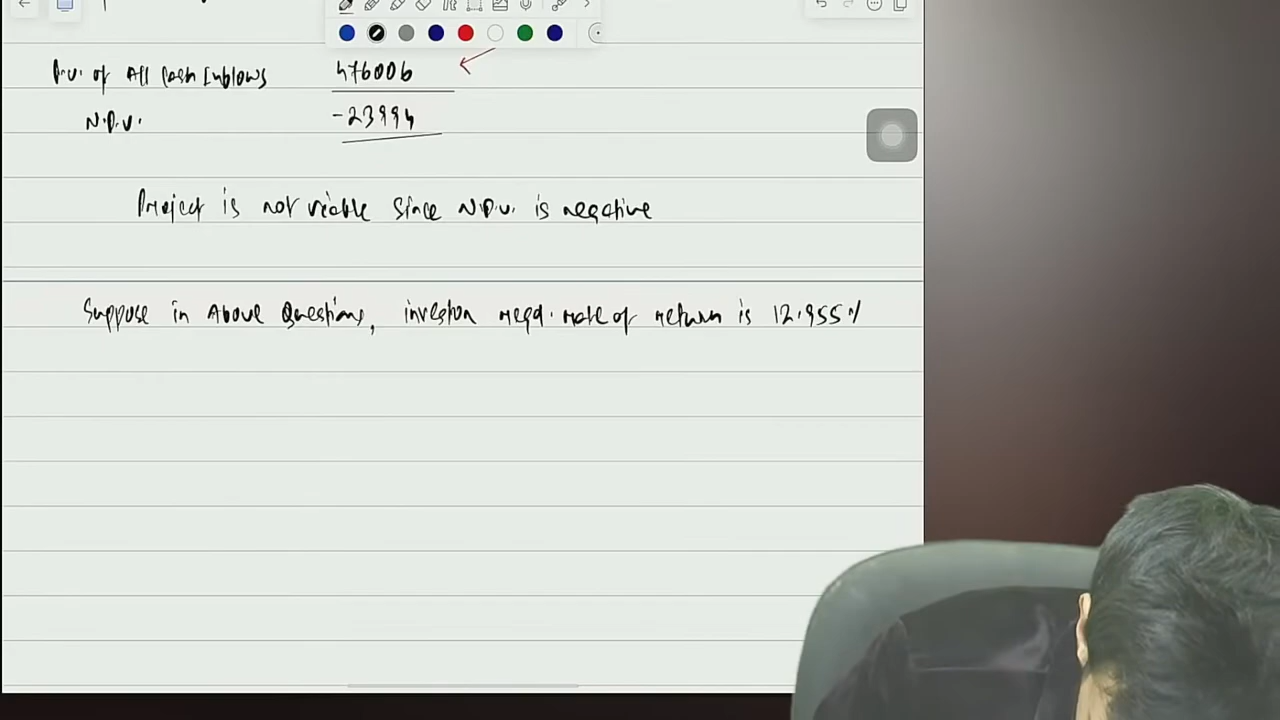 P.V. of All Cash Inflows 476006
N.P.V. -23994
Project is not viable since N.P.V. is negative
Suppose in Above Questions, investor reqd. rate of return is 12.955%